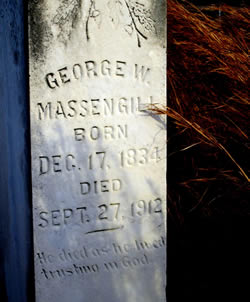 GEORGE W.
MASSENGILL
BORN
DEC. 17, 1834
DIED
SEPT. 27, 1912
He died as he lived
trusting in God.